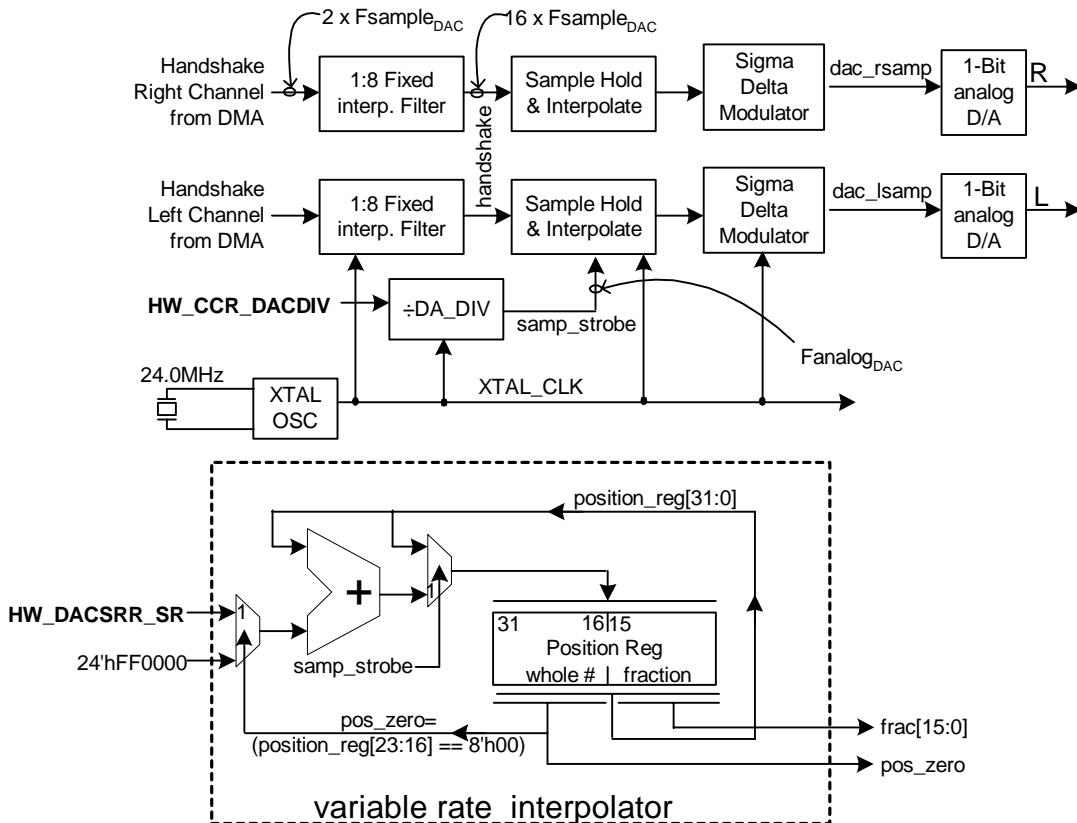 2 x FsampleDAC
16 x FsampleDAC
Handshake
Right Channel
from DMA
1:8 Fixed
interp. Filter
handshake
Sample Hold
& Interpolate
Sigma
Delta
Modulator
dac_rsamp
1-Bit
analog
D/A
R
Handshake
Left Channel
from DMA
1:8 Fixed
interp. Filter
Sample Hold
& Interpolate
Sigma
Delta
Modulator
dac_lsamp
1-Bit
analog
D/A
L
HW_CCR_DACDIV
÷DA_DIV
samp_strobe
FanalogDAC
24.0MHz
XTAL
OSC
XTAL_CLK
position_reg[31:0]
HW_DACSRR_SR
1
+
1
24'hFF0000
samp_strobe
31
16|15
Position Reg
whole # | fraction
pos_zero=
(position_reg[23:16] == 8'h00)
frac[15:0]
pos_zero
variable rate interpolator